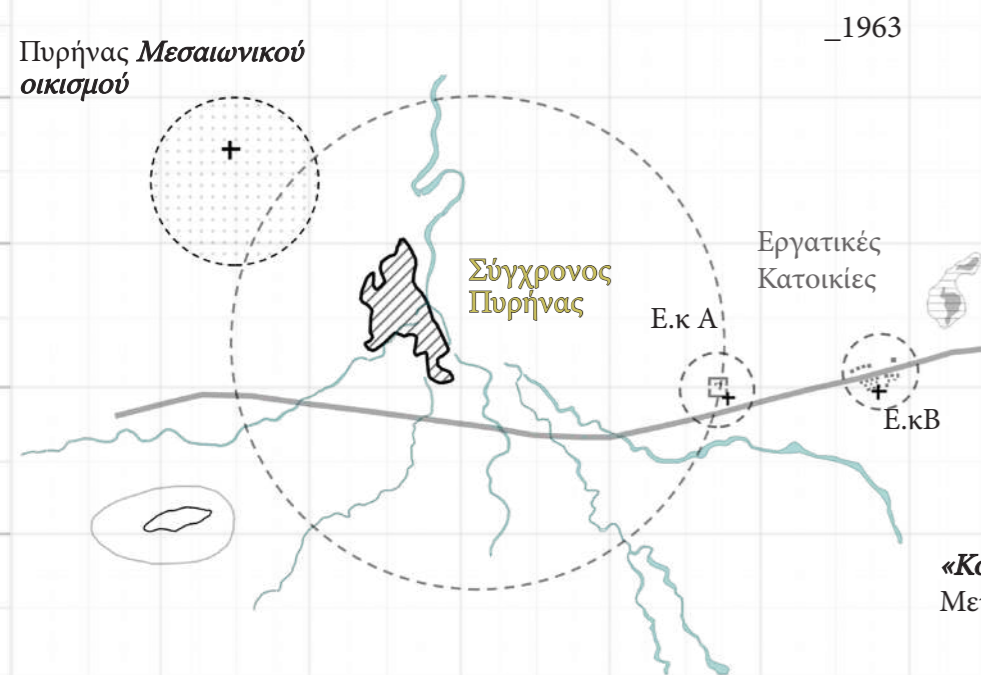 _1963
Πυρήνας Μεσαιωνικού
οικισμού
Εργατικές
Κατοικίες
Σύγχρονος
Πυρήνας
Ε.κ Α
Ε.κΒ